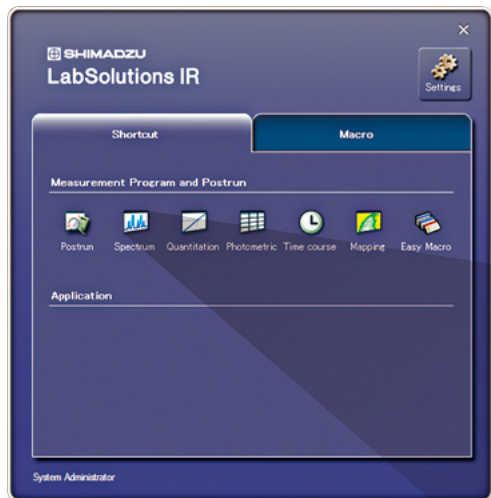 SHIMADZU
LabSolutions IR
Settings
Shortcut Macro
Measurement Program and Postrun
Postrun Spectrum Quantitation Photometric Time course Mapping Easy Macro
Application
System Administrator